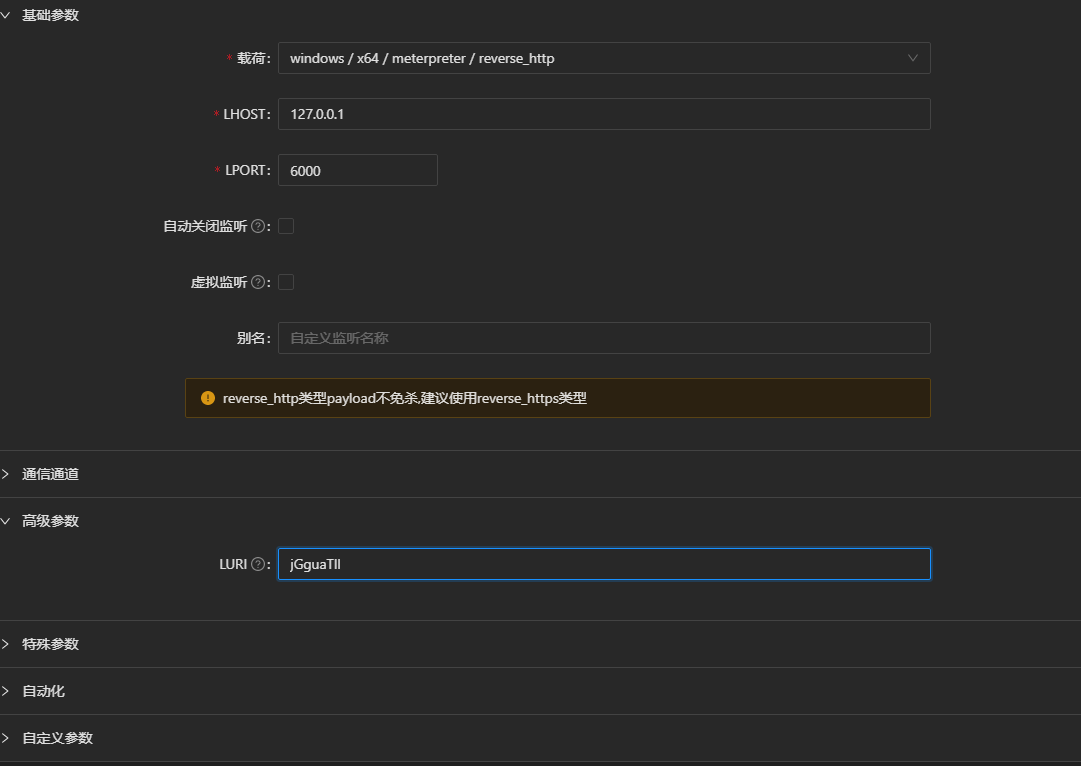 基础参数
* 载荷: windows / x64 / meterpreter / reverse_http
* LHOST: 127.0.0.1
* LPORT: 6000
自动关闭监听 ? :
虚拟监听 ? :
别名: 自定义监听名称
! reverse_http类型payload不免杀,建议使用reverse_https类型
通信通道
高级参数
LURI ? : jGguaTIl
特殊参数
自动化
自定义参数